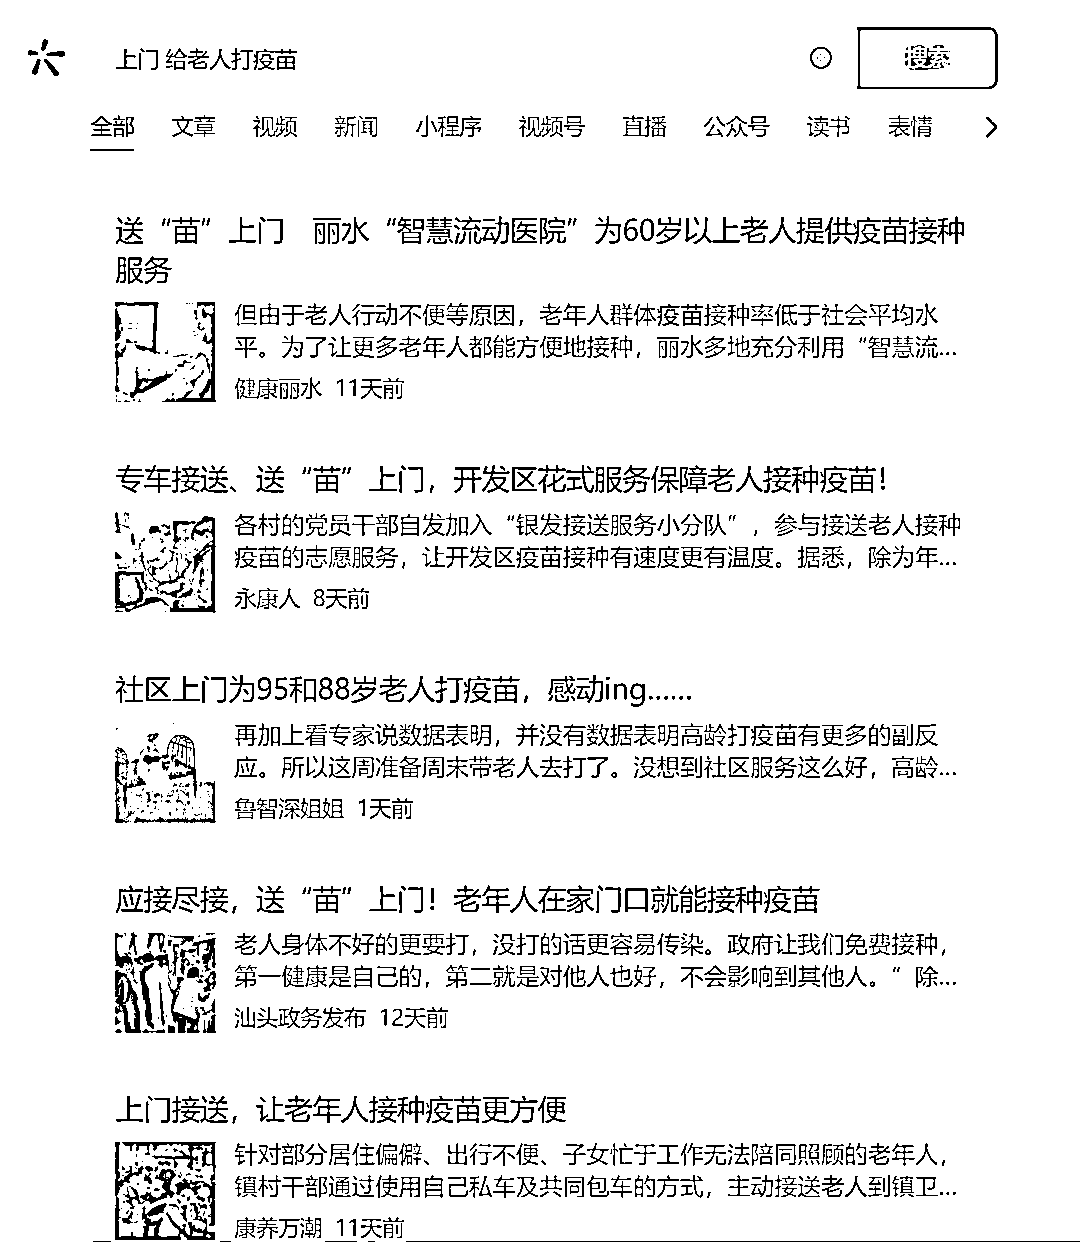 上门 给老人打疫苗
搜索
全部 文章 视频 新闻 小程序 视频号 直播 公众号 读书 表情
送“苗”上门 丽水“智慧流动医院”为60岁以上老人提供疫苗接种
服务
但由于老人行动不便等原因，老年人群体疫苗接种率低于社会平均水
平。为了让更多老年人都能方便地接种，丽水多地充分利用“智慧流...
健康丽水 11天前
专车接送、送“苗”上门，开发区花式服务保障老人接种疫苗！
各村的党员干部自发加入“银发接送服务小分队”，参与接送老人接种
疫苗的志愿服务，让开发区疫苗接种有速度更有温度。据悉，除为年...
永康人 8天前
社区上门为95和88岁老人打疫苗，感动ing......
再加上看专家说数据表明，并没有数据表明高龄打疫苗有更多的副反
应。所以这周准备周末带老人去打了。没想到社区服务这么好，高龄...
鲁智深姐姐 1天前
应接尽接，送“苗”上门！老年人在家门口就能接种疫苗
老人身体不好的更要打，没打的话更容易传染。政府让我们免费接种，
第一健康是自己的，第二就是对他人也好，不会影响到其他人。”除...
汕头政务发布 12天前
上门接送，让老年人接种疫苗更方便
针对部分居住偏僻、出行不便、子女忙于工作无法陪同照顾的老年人，
镇村干部通过使用自己私车及共同包车的方式，主动接送老人到镇卫...
康养万潮 11天前